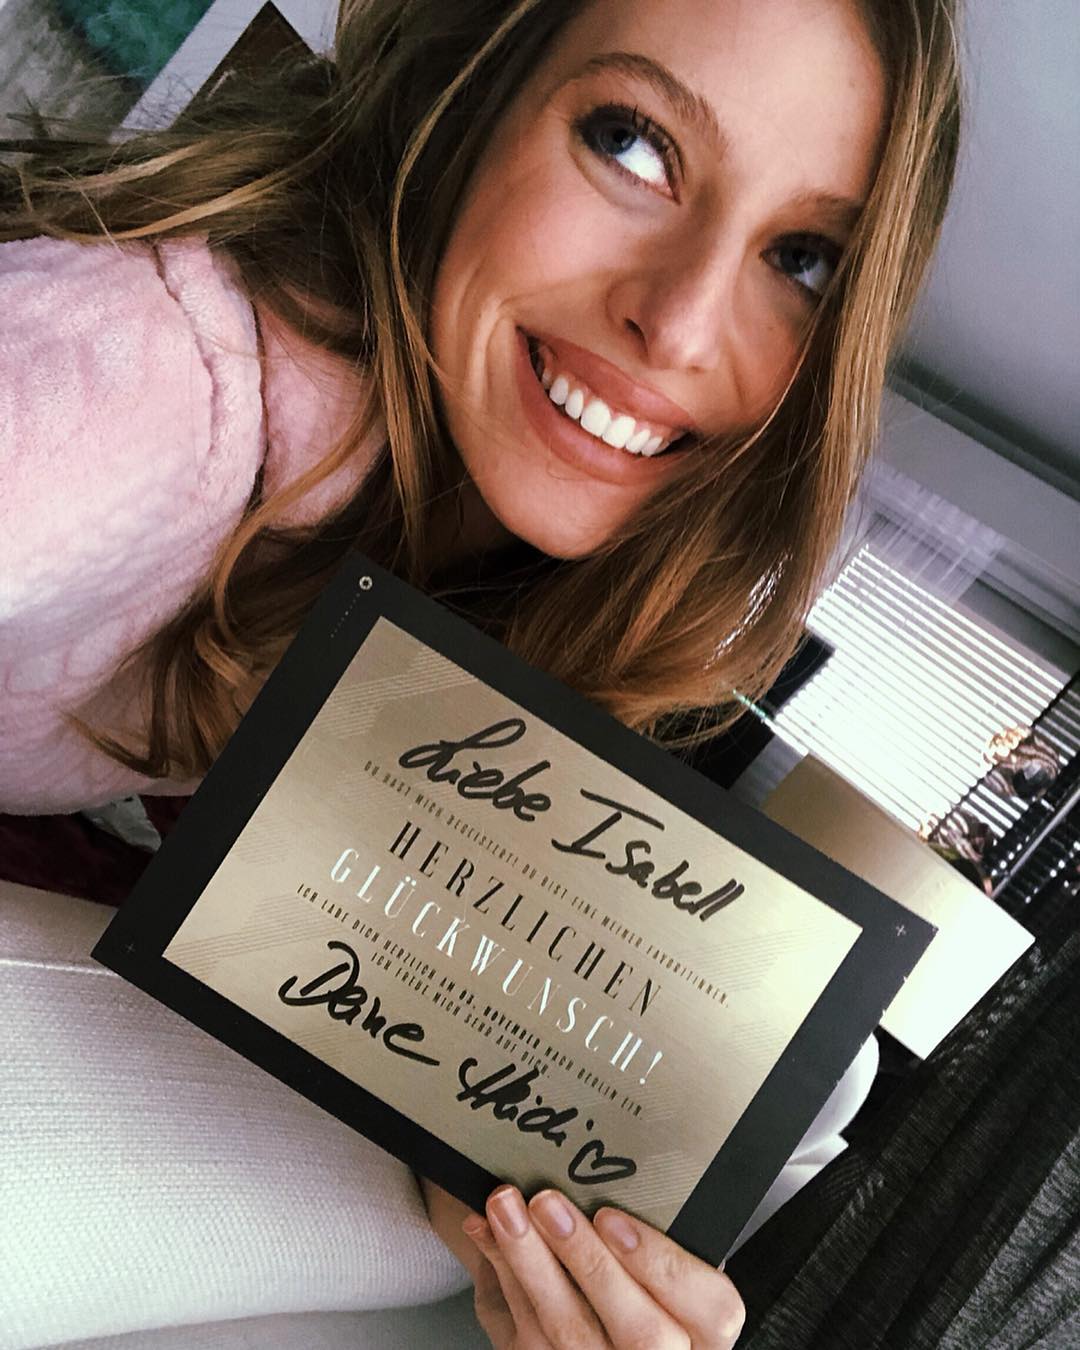 Liebe Isabell
DU HAST MICH BEGEISTERT! DU BIST EINE MEINER FAVORITINNEN.
HERZLICHEN
GLÜCKWUNSCH!
ICH LADE DICH HERZLICH AM 03. NOVEMBER NACH BERLIN EIN.
ICH FREUE MICH SEHR AUF DICH.
Deine Heidi